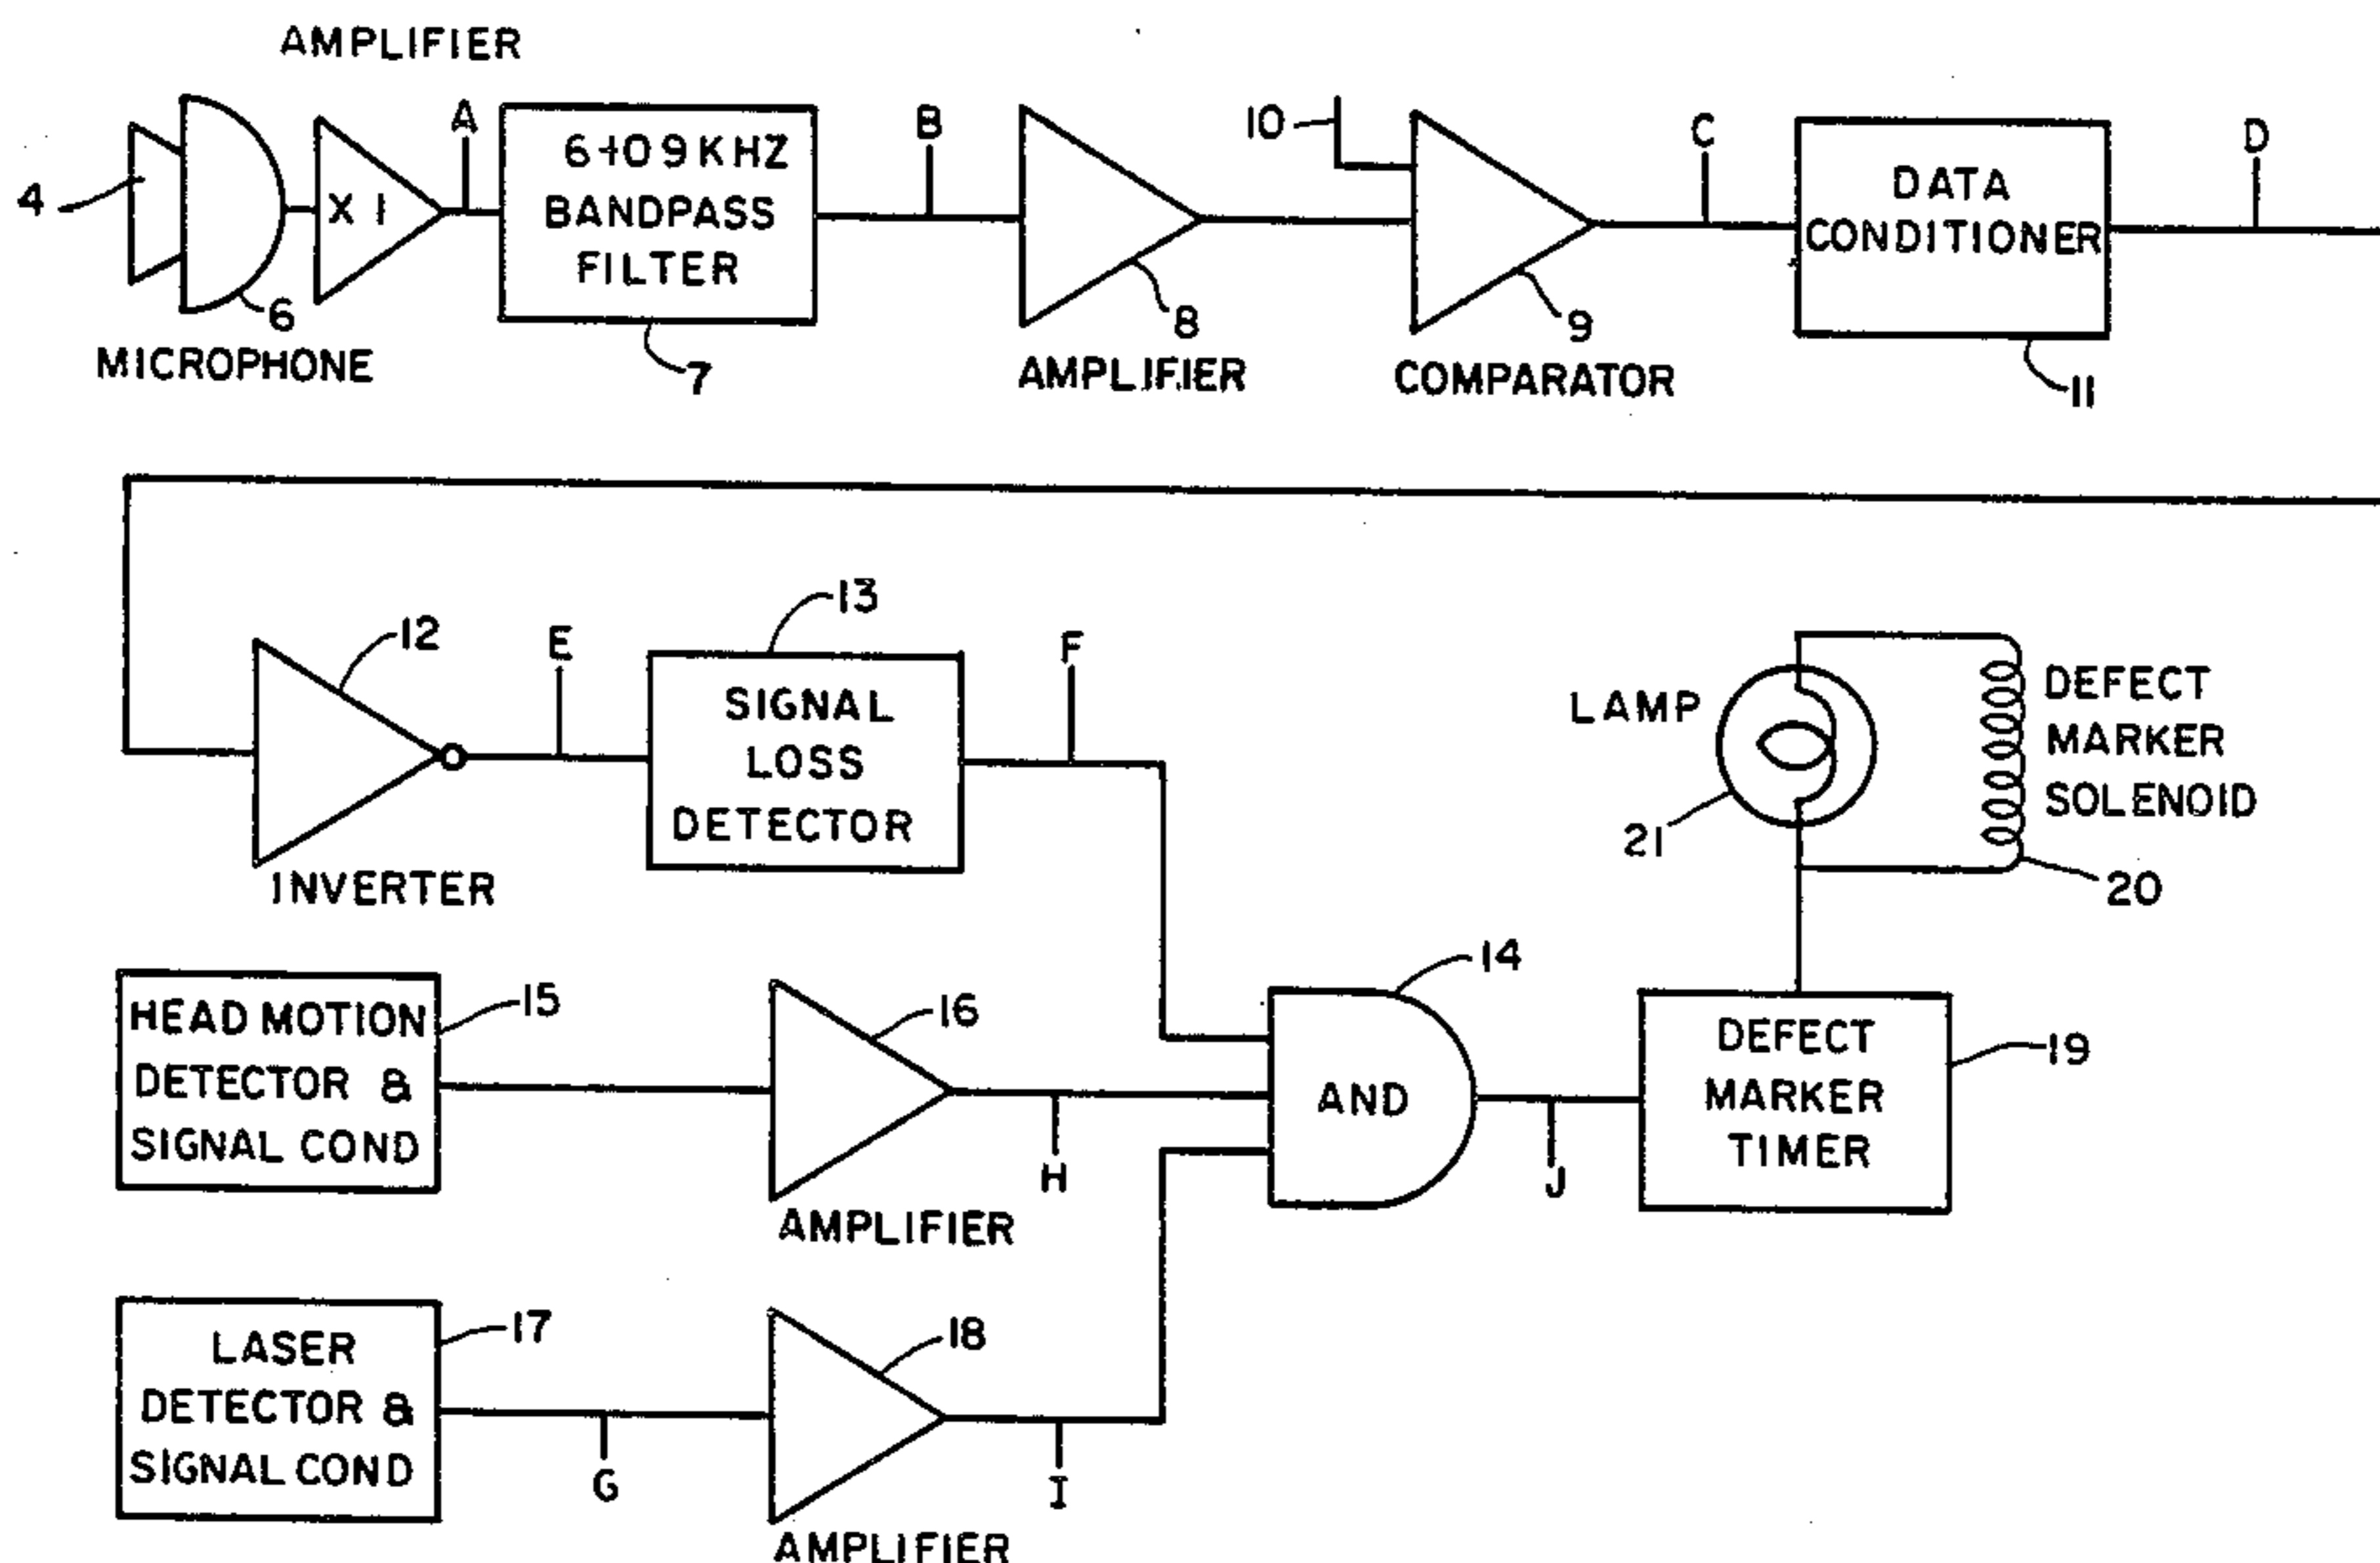 AMPLIFIER
4
X 1
A
6 TO 9 KHZ
BANDPASS
FILTER
B
10
C
DATA
CONDITIONER
D
6
MICROPHONE
7
8
AMPLIFIER
9
COMPARATOR
11
12
INVERTER
E
13
SIGNAL
LOSS
DETECTOR
F
LAMP
21
DEFECT
MARKER
SOLENOID
20
HEAD MOTION
DETECTOR &
SIGNAL COND
15
16
AMPLIFIER
H
14
AND
J
DEFECT
MARKER
TIMER
19
LASER
DETECTOR &
SIGNAL COND
17
G
18
AMPLIFIER
I